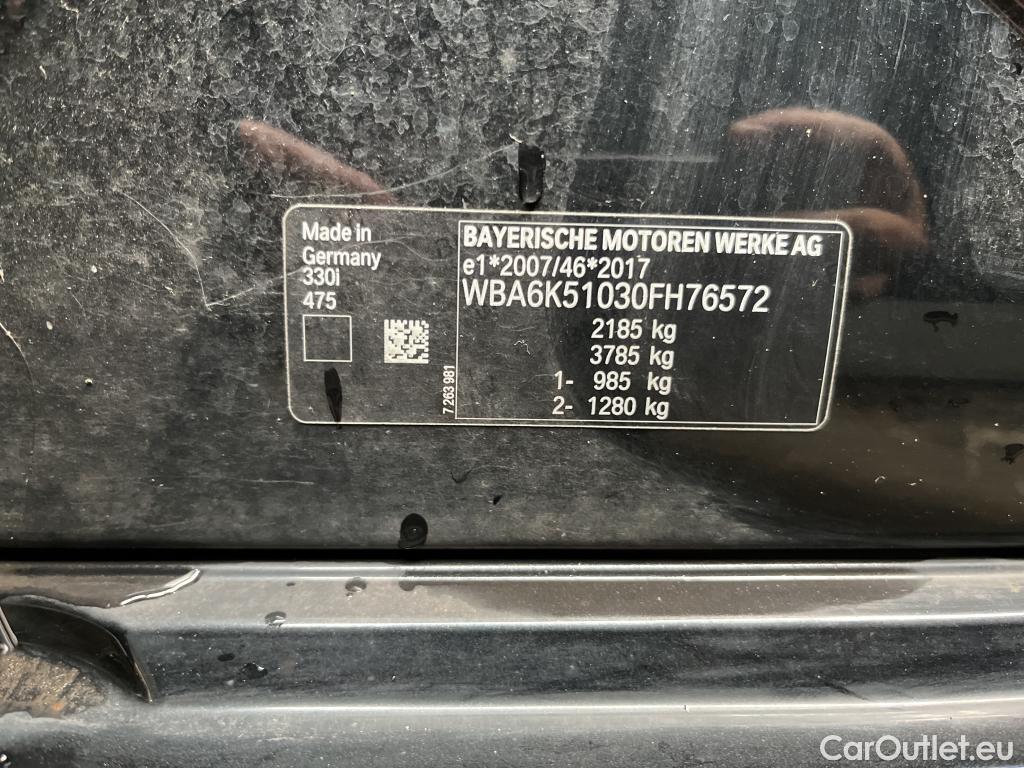 Made in
Germany
330i
475
7 263 981
BAYERISCHE MOTOREN WERKE AG
e1*2007/46*2017
WBA6K51030FH76572
2185 kg
3785 kg
1- 985 kg
2- 1280 kg
CarOutlet.eu